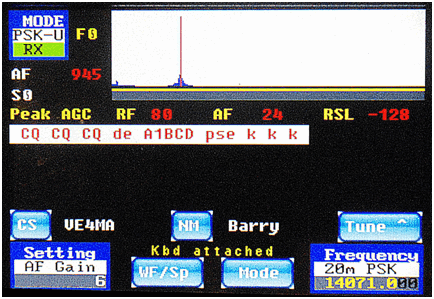 MODE
PSK-U F0
RX
AF 945
S0
Peak AGC RF 80 AF 24 RSL -128
CQ CQ CQ de A1BCD pse k k k
CS VE4MA NM Barry Tune ^
Kbd attached
Setting
AF Gain
6
WF/Sp Mode
Frequency
20m PSK
14071.000